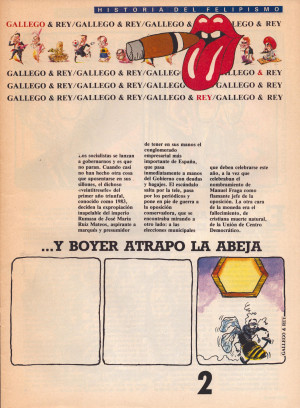 HISTORIA DEL FELIPISMO
GALLEGO & REY/GALLEGO & REY/GALLEGO & REY
GALLEGO & REY/GALLEGO & REY/GALLEGO & REY/GALLEGO & REY
GALLEGO & REY/GALLEGO & REY/GALLEGO & REY/GALLEGO & REY
GALLEGO & REY/GALLEGO & REY/GALLEGO & REY/GALLEGO & REY
Los socialistas se lanzan
a gobernarnos y es que
no paran. Cuando casi
no han hecho otra cosa
que aposentarse en sus
sillones, el dichoso
del
primer año triunfal,
conocido como 1983,
deciden la expropiación
inapelable del imperio
Rumasa de José María
Ruiz Mateos, aspirante a
marqués y presumidor
de tener en sus manos el
conglomerado
empresarial más
importante de España,
que pasa
inmediatamente a manos
del Gobierno con deudas
y bagajes. El escándalo
salta por la tele, pasa
por los periódicos y
pone en pie de guerra a
la oposición
conservadora, que se
encontraba mirando a
otro lado: a las
elecciones municipales
que deben celebrarse este
año, a la vez que
celebraban el
nombramiento de
Manuel Fraga como
flamante jefe de la
oposición. La otra cara
de la moneda era el
fallecimiento, de
cristiana muerte natural,
de la Unión de Centro
Democrático.
...Y BOYER ATRAPO LA ABEJA
GALLEGO & REY
2